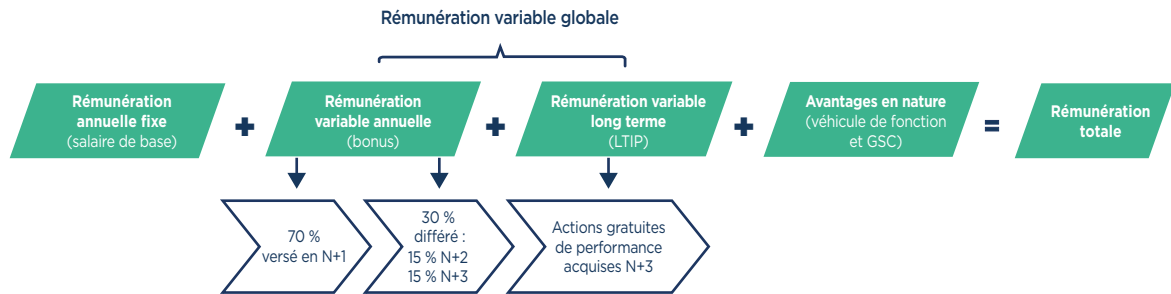 Rémunération variable globale
Rémunération
annuelle fixe
(salaire de base)
+
Rémunération
variable annuelle
(bonus)
+
Rémunération variable
long terme
(LTIP)
+
Avantages en nature
(véhicule de fonction
et GSC)
=
Rémunération
totale
70 %
versé en N+1
30 %
différé :
15 % N+2
15 % N+3
Actions gratuites
de performance
acquises N+3